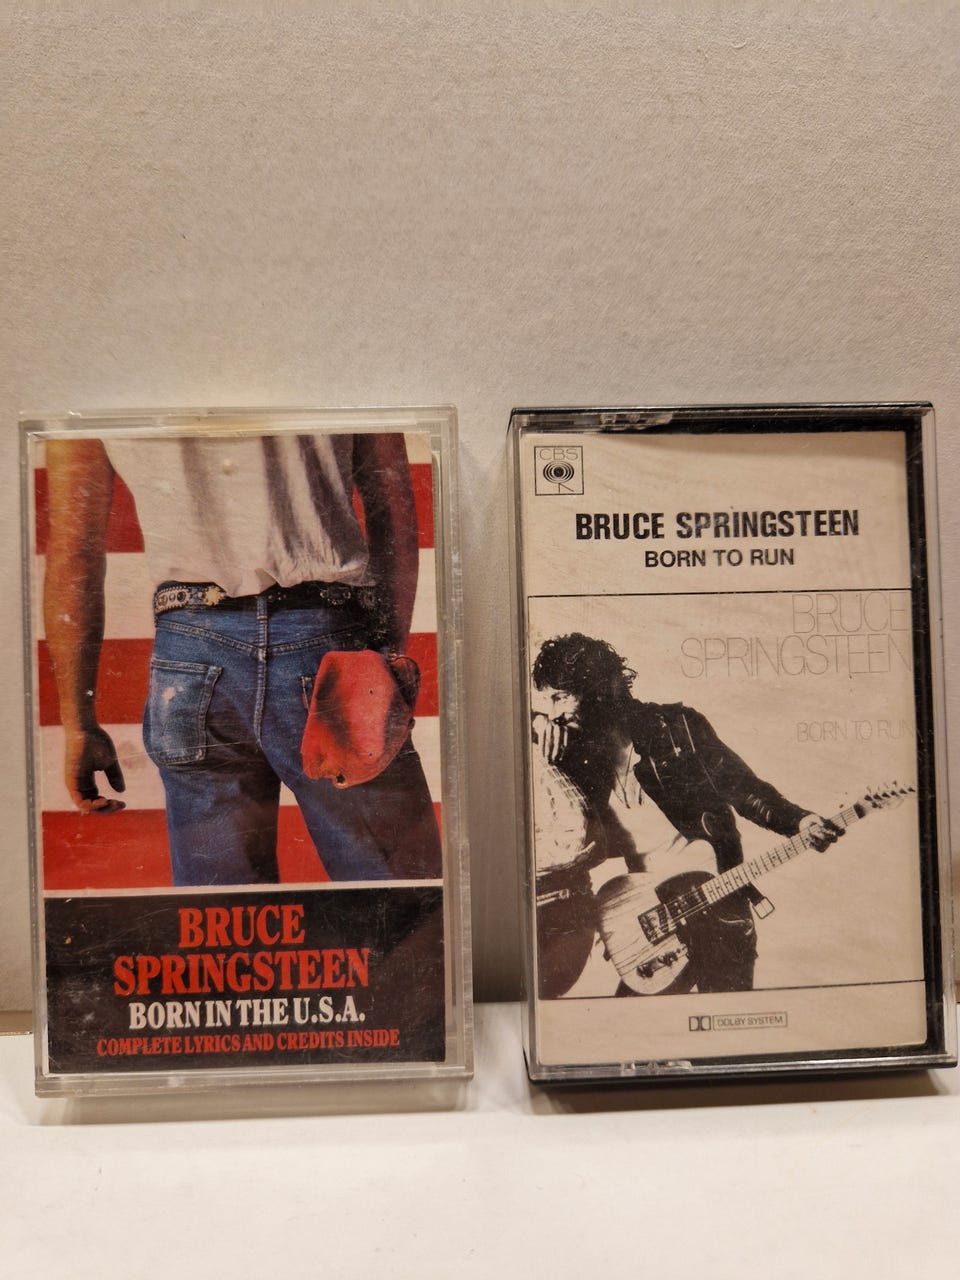 BRUCE
SPRINGSTEEN
BORN IN THE U.S.A.
COMPLETE LYRICS AND CREDITS INSIDE
CBS
BRUCE SPRINGSTEEN
BORN TO RUN
BRUCE
SPRINGSTEEN
BORN TO RUN
DOLBY SYSTEM